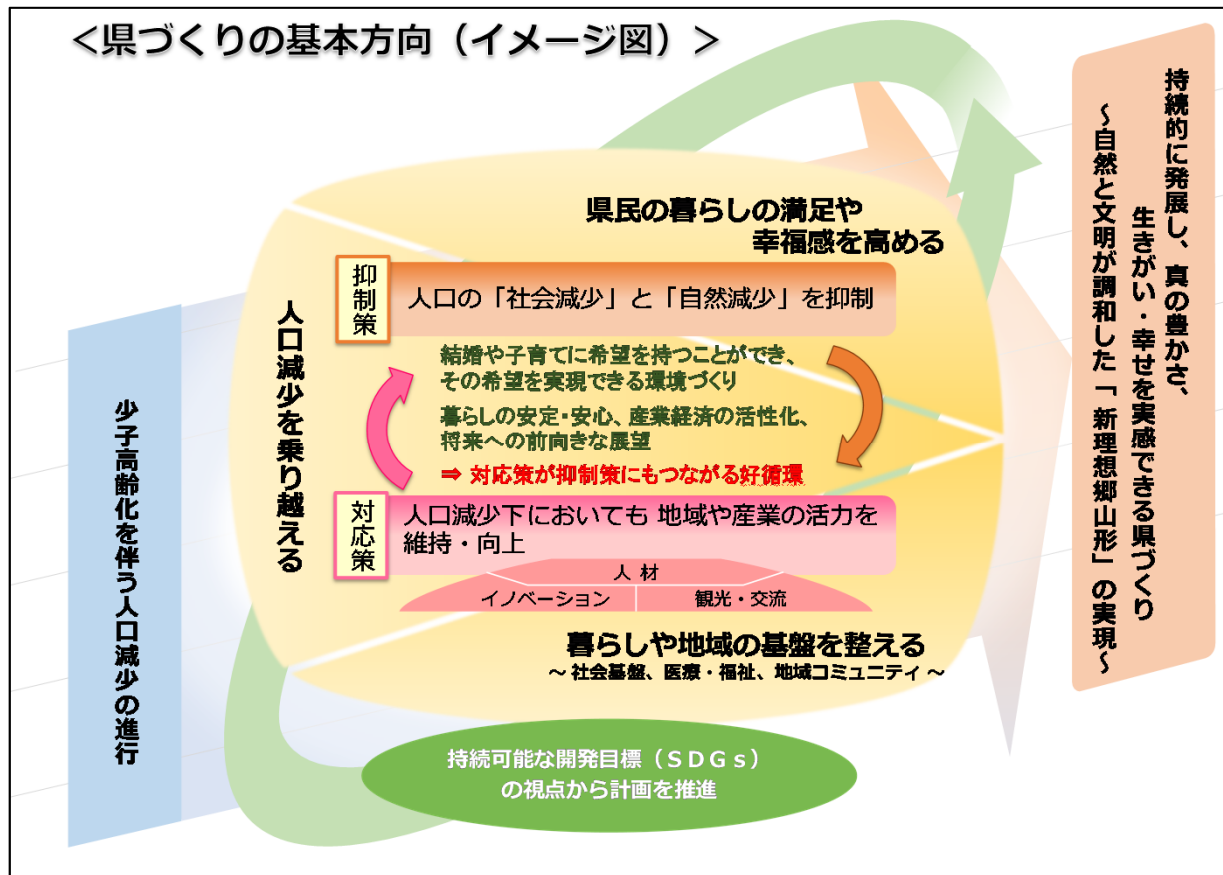 ＜県づくりの基本方向（イメージ図）＞
少子高齢化を伴う人口減少の進行
人口減少を乗り越える
県民の暮らしの満足や
幸福感を高める
抑制策
人口の「社会減少」と「自然減少」を抑制
結婚や子育てに希望を持つことができ、
その希望を実現できる環境づくり
暮らしの安定・安心、産業経済の活性化、
将来への前向きな展望
⇒ 対応策が抑制策にもつながる好循環
対応策
人口減少下においても 地域や産業の活力を
維持・向上
人 材
イノベーション
観光・交流
暮らしや地域の基盤を整える
～ 社会基盤、医療・福祉、地域コミュニティ ～
持続可能な開発目標（ＳＤＧｓ）
の視点から計画を推進
持続的に発展し、真の豊かさ、
生きがい・幸せを実感できる県づくり
～自然と文明が調和した「新理想郷山形」の実現～